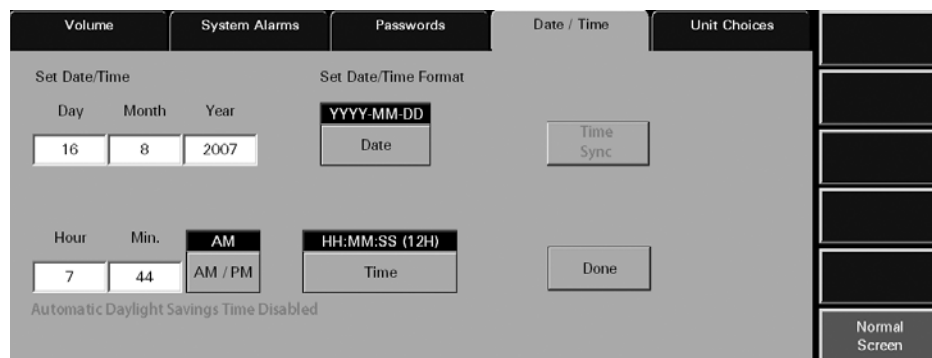 Volume System Alarms Passwords Date / Time Unit Choices
Set Date/Time Set Date/Time Format
Day Month Year YYYY-MM-DD
16 8 2007 Date Time
Sync
Hour Min. AM HH:MM:SS (12H)
7 44 AM / PM Time Done
Automatic Daylight Savings Time Disabled
Normal
Screen